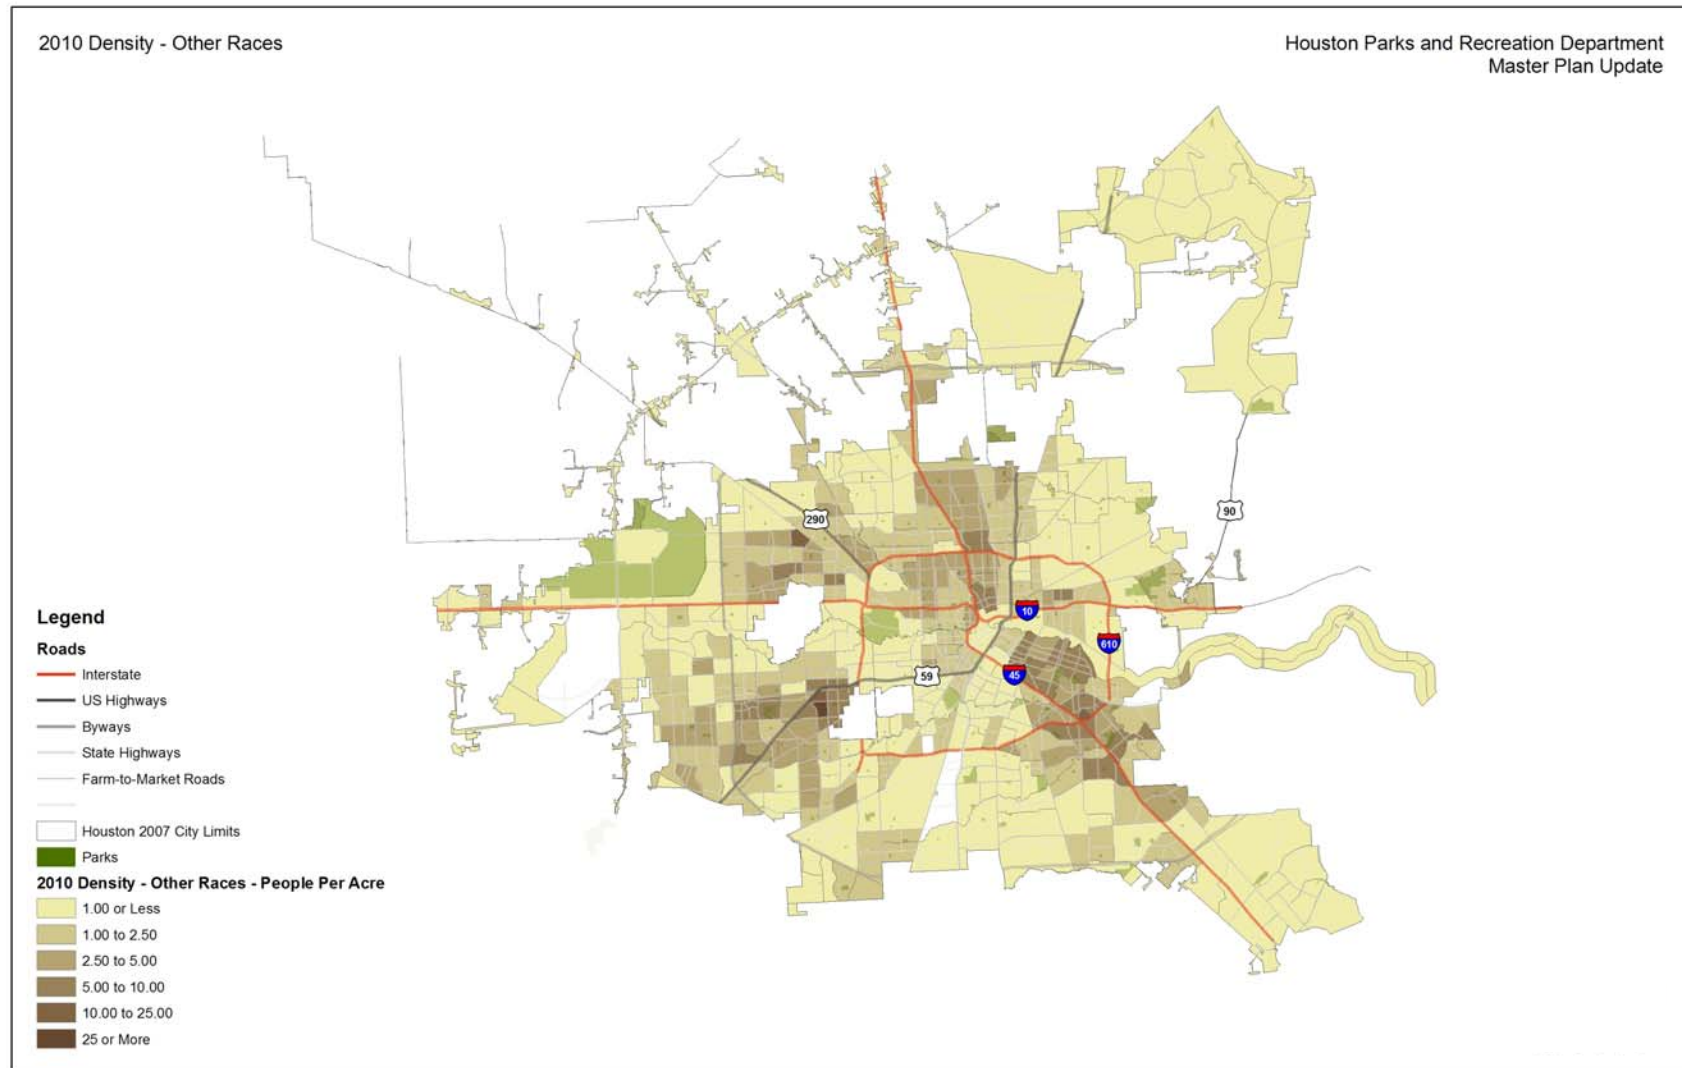 2010 Density - Other Races
Houston Parks and Recreation Department
Master Plan Update
290
90
10
610
45
59
Legend
Roads
Interstate
US Highways
Byways
State Highways
Farm-to-Market Roads
Houston 2007 City Limits
Parks
2010 Density - Other Races - People Per Acre
1.00 or Less
1.00 to 2.50
2.50 to 5.00
5.00 to 10.00
10.00 to 25.00
25 or More